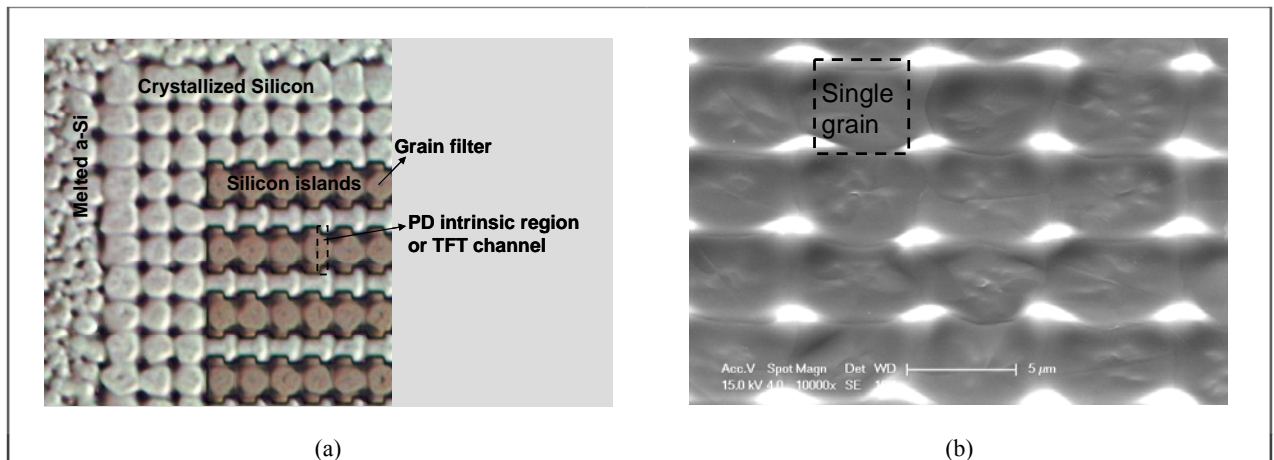 Crystallized Silicon
Melted a-Si
Grain filter
Silicon islands
PD intrinsic region
or TFT channel
(a)
Single
grain
Acc.V Spot Magn Det WD
15.0 kV 4.0 10000x SE
5 µm
(b)